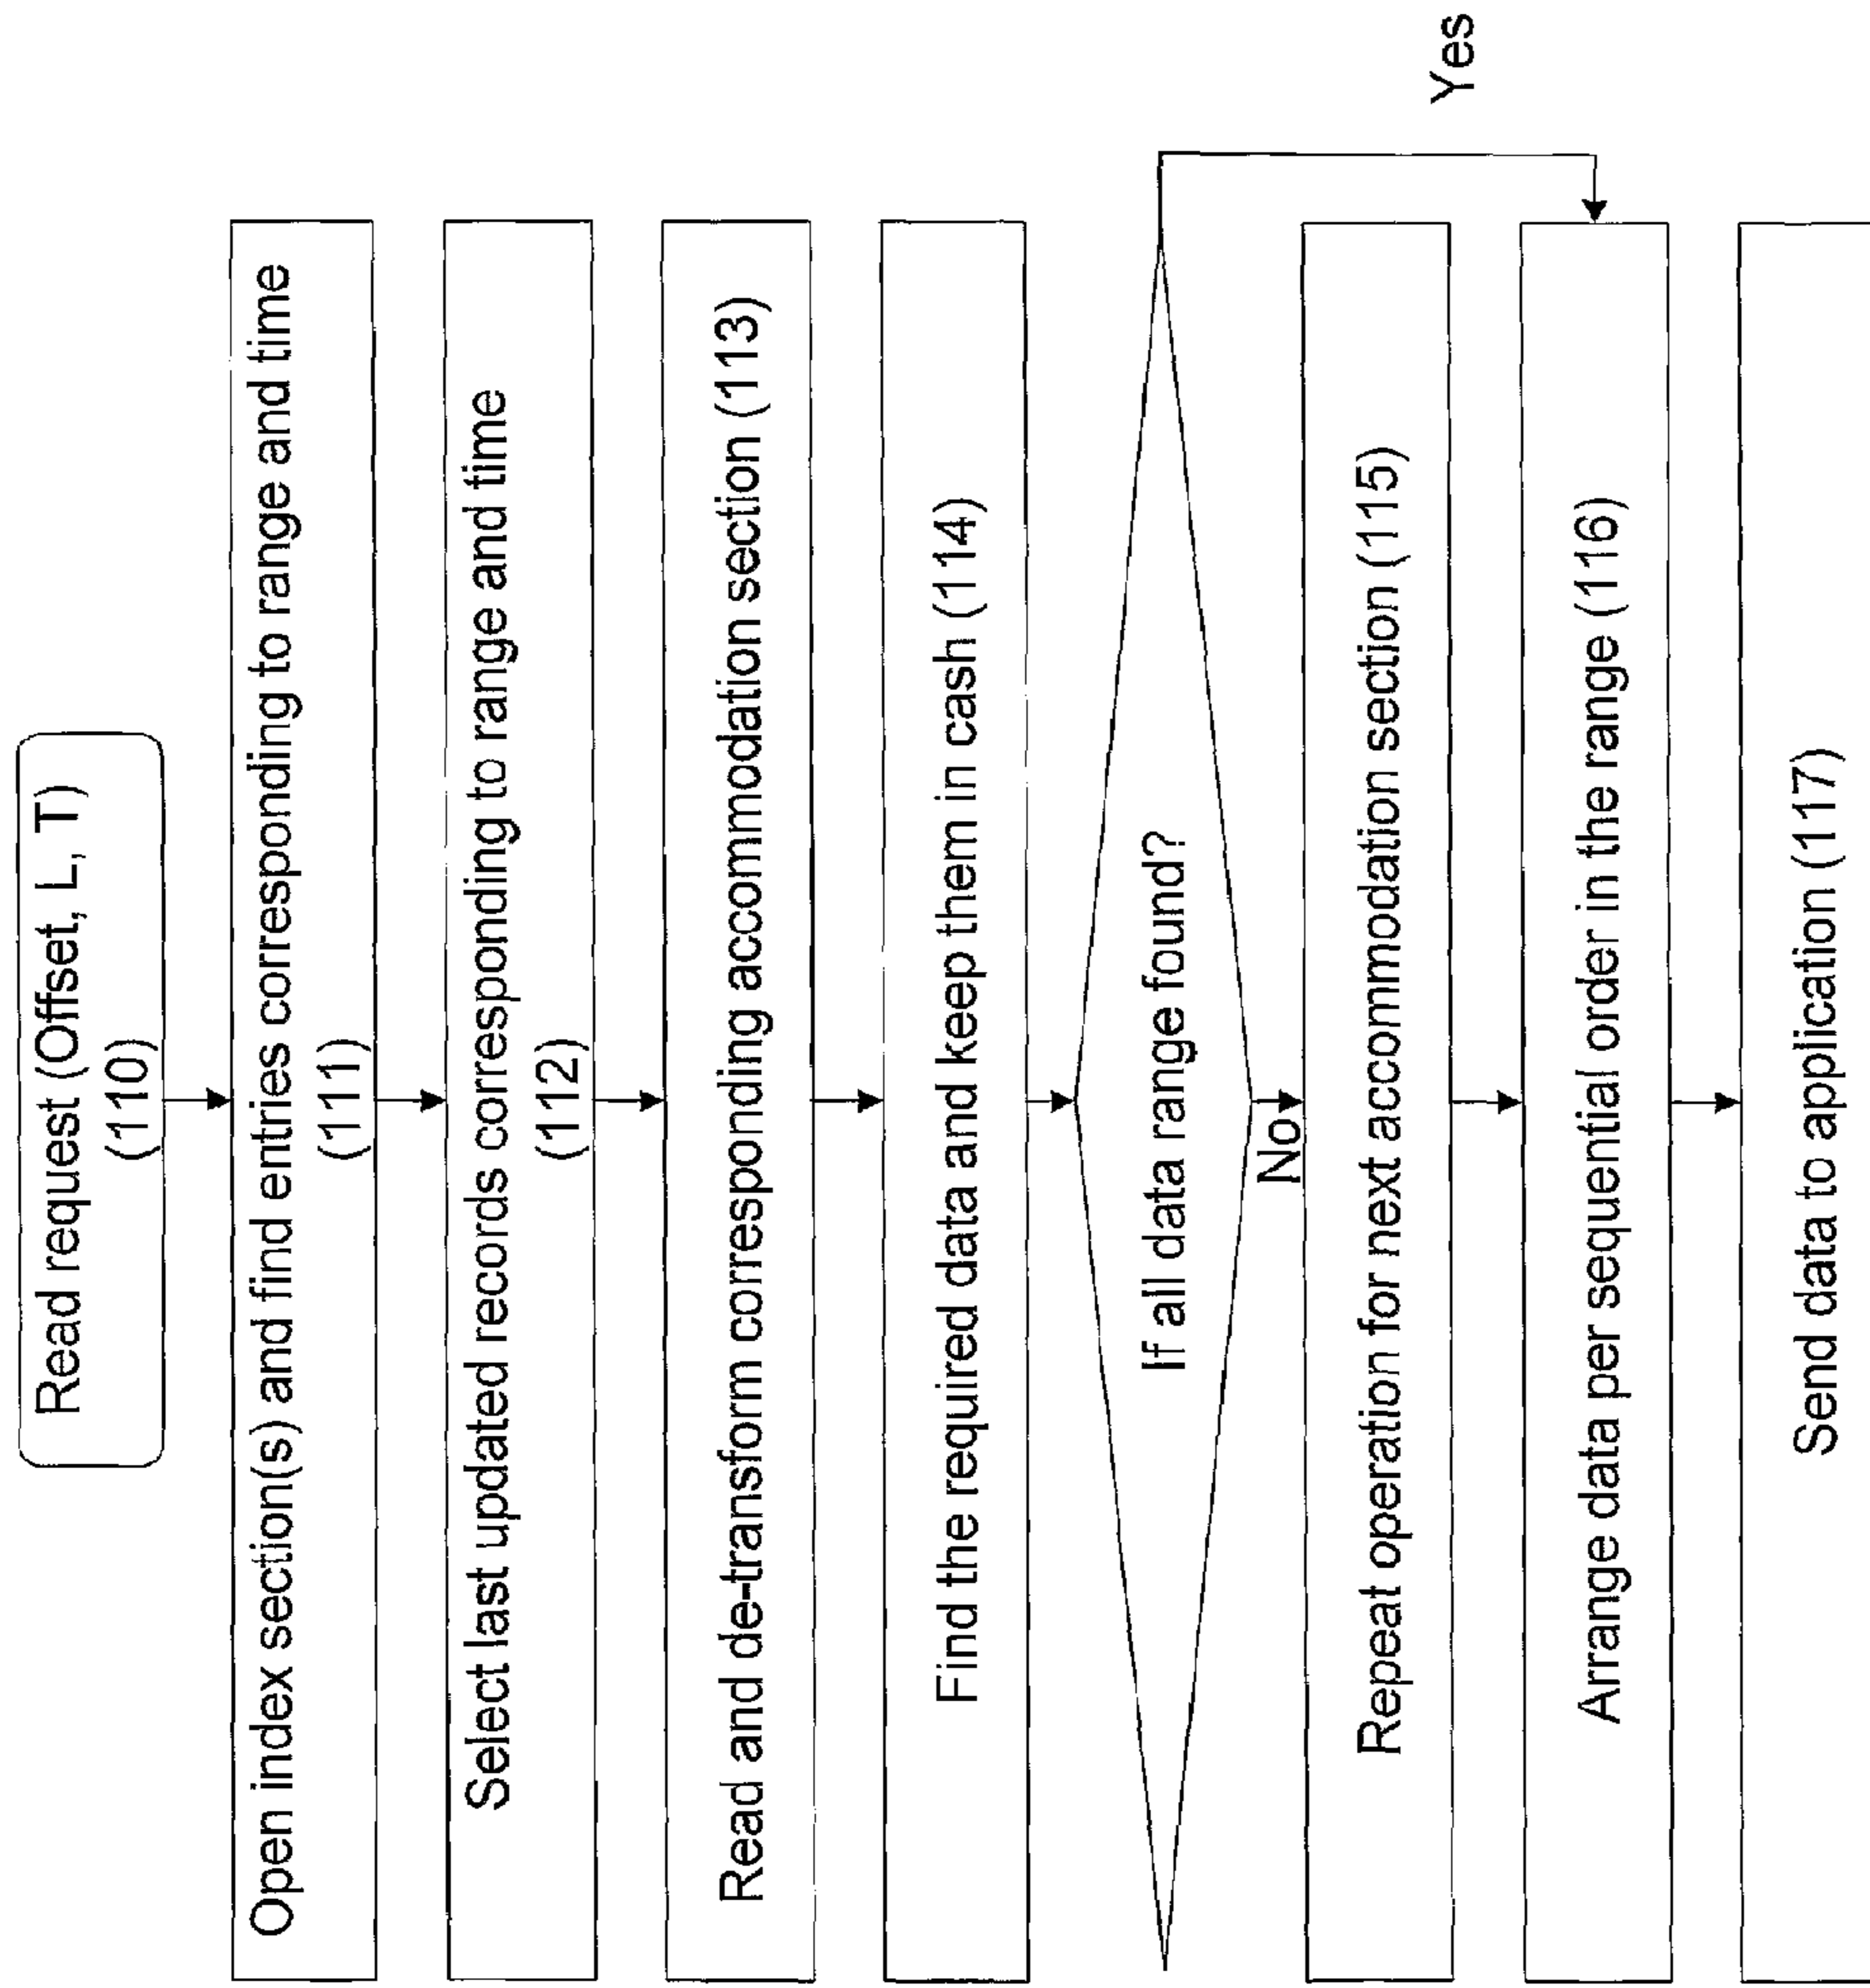 Read request (Offset, L, T)
(110)
Open index section(s) and find entries corresponding to range and time
(111)
Select last updated records corresponding to range and time
(112)
Read and de-transform corresponding accommodation section (113)
Find the required data and keep them in cash (114)
If all data range found?
Yes
No
Repeat operation for next accommodation section (115)
Arrange data per sequential order in the range (116)
Send data to application (117)